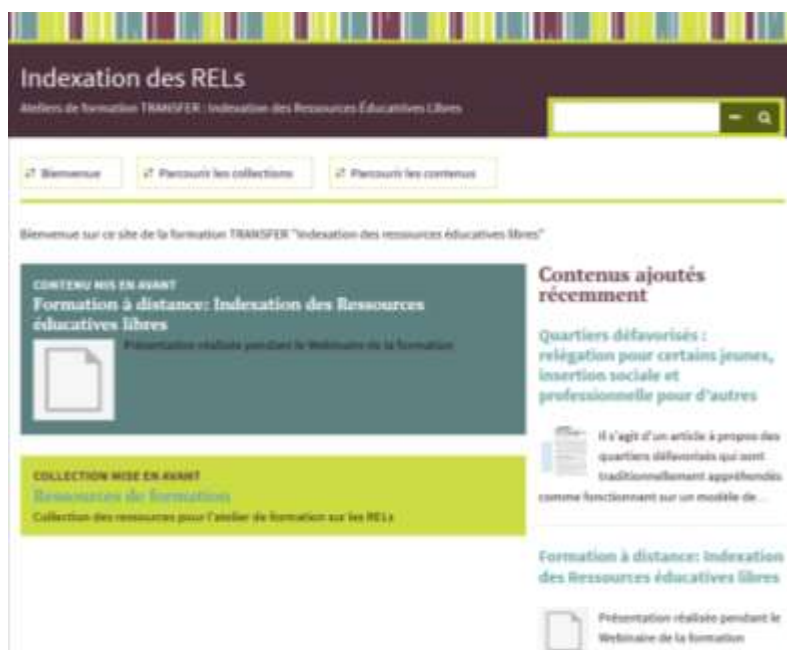 Indexation des RELs
Ateliers de formation TRANSFER : Indexation des Ressources Éducatives Libres
Bienvenue
Parcourir les collections
Parcourir les contenus
Bienvenue sur ce site de la formation TRANSFER "Indexation des ressources éducatives libres"
CONTENU MIS EN AVANT
Formation à distance: Indexation des Ressources
éducatives libres
Présentation réalisée pendant le Webinaire de la formation
COLLECTION MISE EN AVANT
Ressources de formation
Collection des ressources pour l'atelier de formation sur les RELs
Contenus ajoutés
récemment
Quartiers défavorisés :
relégation pour certains jeunes,
insertion sociale et
professionnelle pour d'autres
Il s'agit d'un article à propos des
quartiers défavorisés qui sont
traditionnellement appréhendés
comme fonctionnant sur un modèle de...
Formation à distance: Indexation
des Ressources éducatives libres
Présentation réalisée pendant le
Webinaire de la formation